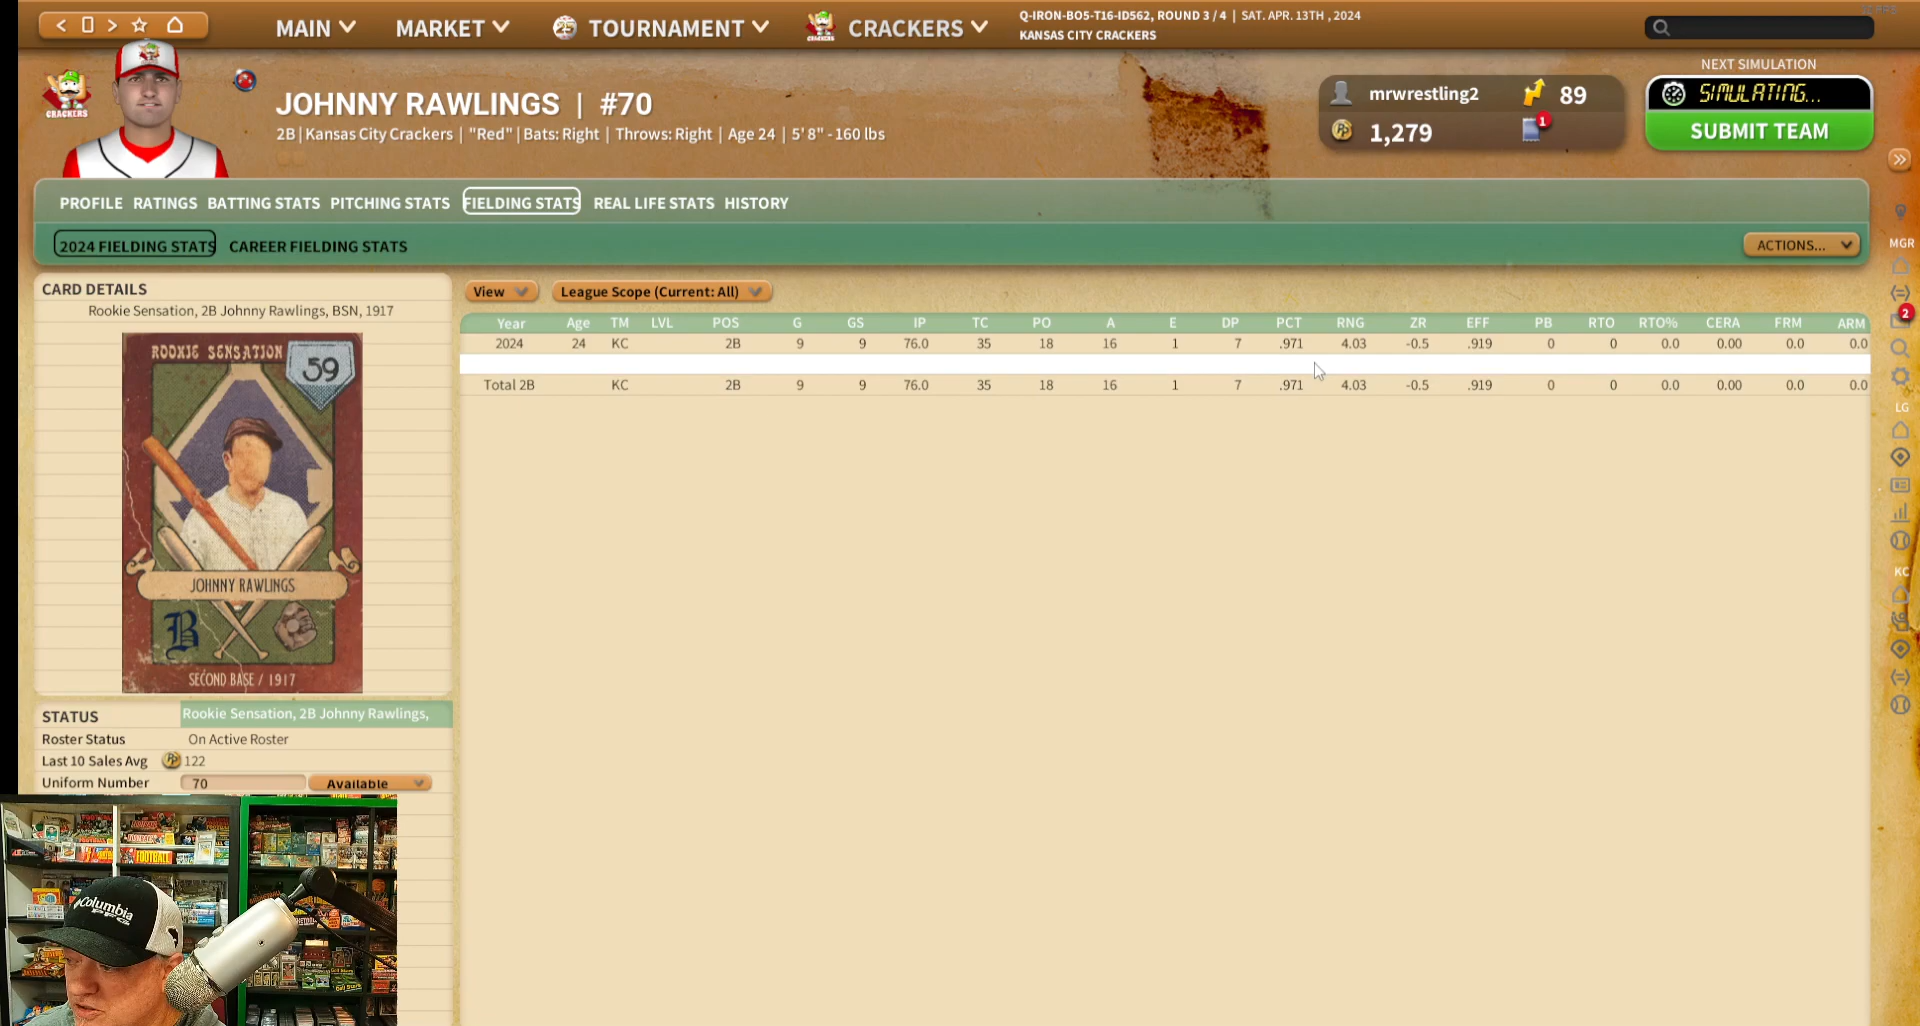 MAIN MARKET TOURNAMENT CRACKERS
Q-IRON-BO5-T16-ID562, ROUND 3 / 4 | SAT. APR. 13TH , 2024
KANSAS CITY CRACKERS
NEXT SIMULATION
SIMULATING...
SUBMIT TEAM
mrwrestling2 89
1,279 1
CRACKERS
JOHNNY RAWLINGS | #70
2B | Kansas City Crackers | "Red" | Bats: Right | Throws: Right | Age 24 | 5' 8" - 160 lbs
PROFILE RATINGS BATTING STATS PITCHING STATS FIELDING STATS REAL LIFE STATS HISTORY
2024 FIELDING STATS CAREER FIELDING STATS ACTIONS...
CARD DETAILS
Rookie Sensation, 2B Johnny Rawlings, BSN, 1917
ROOKIE SENSATION
59
JOHNNY RAWLINGS
B
SECOND BASE / 1917
STATUS Rookie Sensation, 2B Johnny Rawlings,
Roster Status On Active Roster
Last 10 Sales Avg PP 122
Uniform Number 70 Available
View League Scope (Current: All)
Year Age TM LVL POS G GS IP TC PO A E DP PCT RNG ZR EFF PB RTO RTO% CERA FRM ARM
2024 24 KC 2B 9 9 76.0 35 18 16 1 7 .971 4.03 -0.5 .919 0 0 0.0 0.00 0.0 0.0
Total 2B KC 2B 9 9 76.0 35 18 16 1 7 .971 4.03 -0.5 .919 0 0 0.0 0.00 0.0 0.0
MGR
2
LG
KC
Columbia
PFG
FOOTBALL